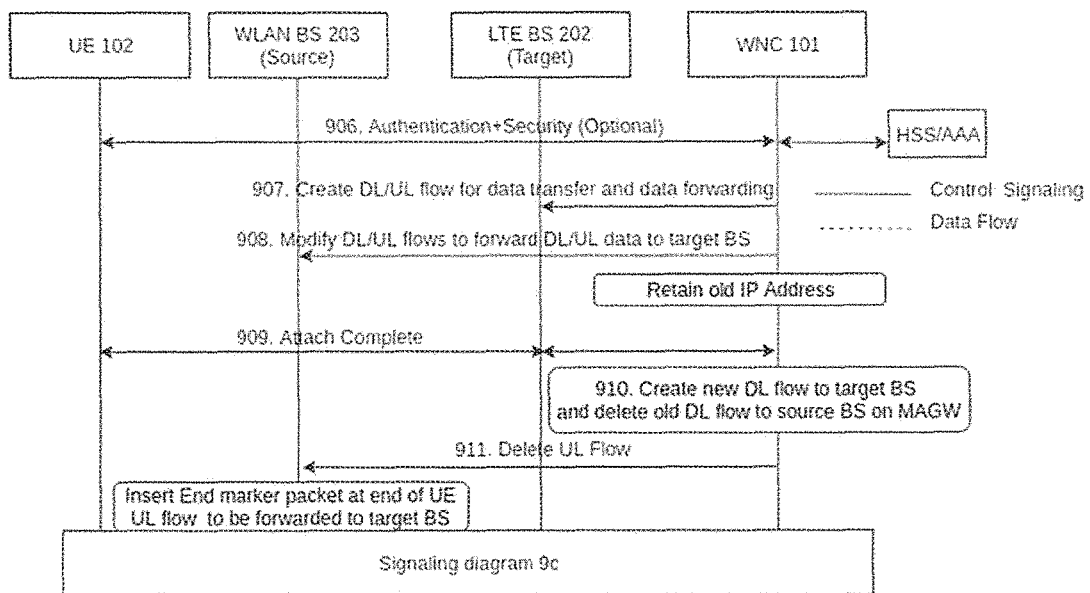 UE 102
WLAN BS 203
(Source)
LTE BS 202
(Target)
WNC 101
906. Authentication+Security (Optional)
HSS/AAA
907. Create DL/UL flow for data transfer and data forwarding
Control Signaling
Data Flow
908. Modify DL/UL flows to forward DL/UL data to target BS
Retain old IP Address
909. Attach Complete
910. Create new DL flow to target BS
and delete old DL flow to source BS on MAGW
911. Delete UL Flow
Insert End marker packet at end of UE
UL flow to be forwarded to target BS
Signaling diagram 9c